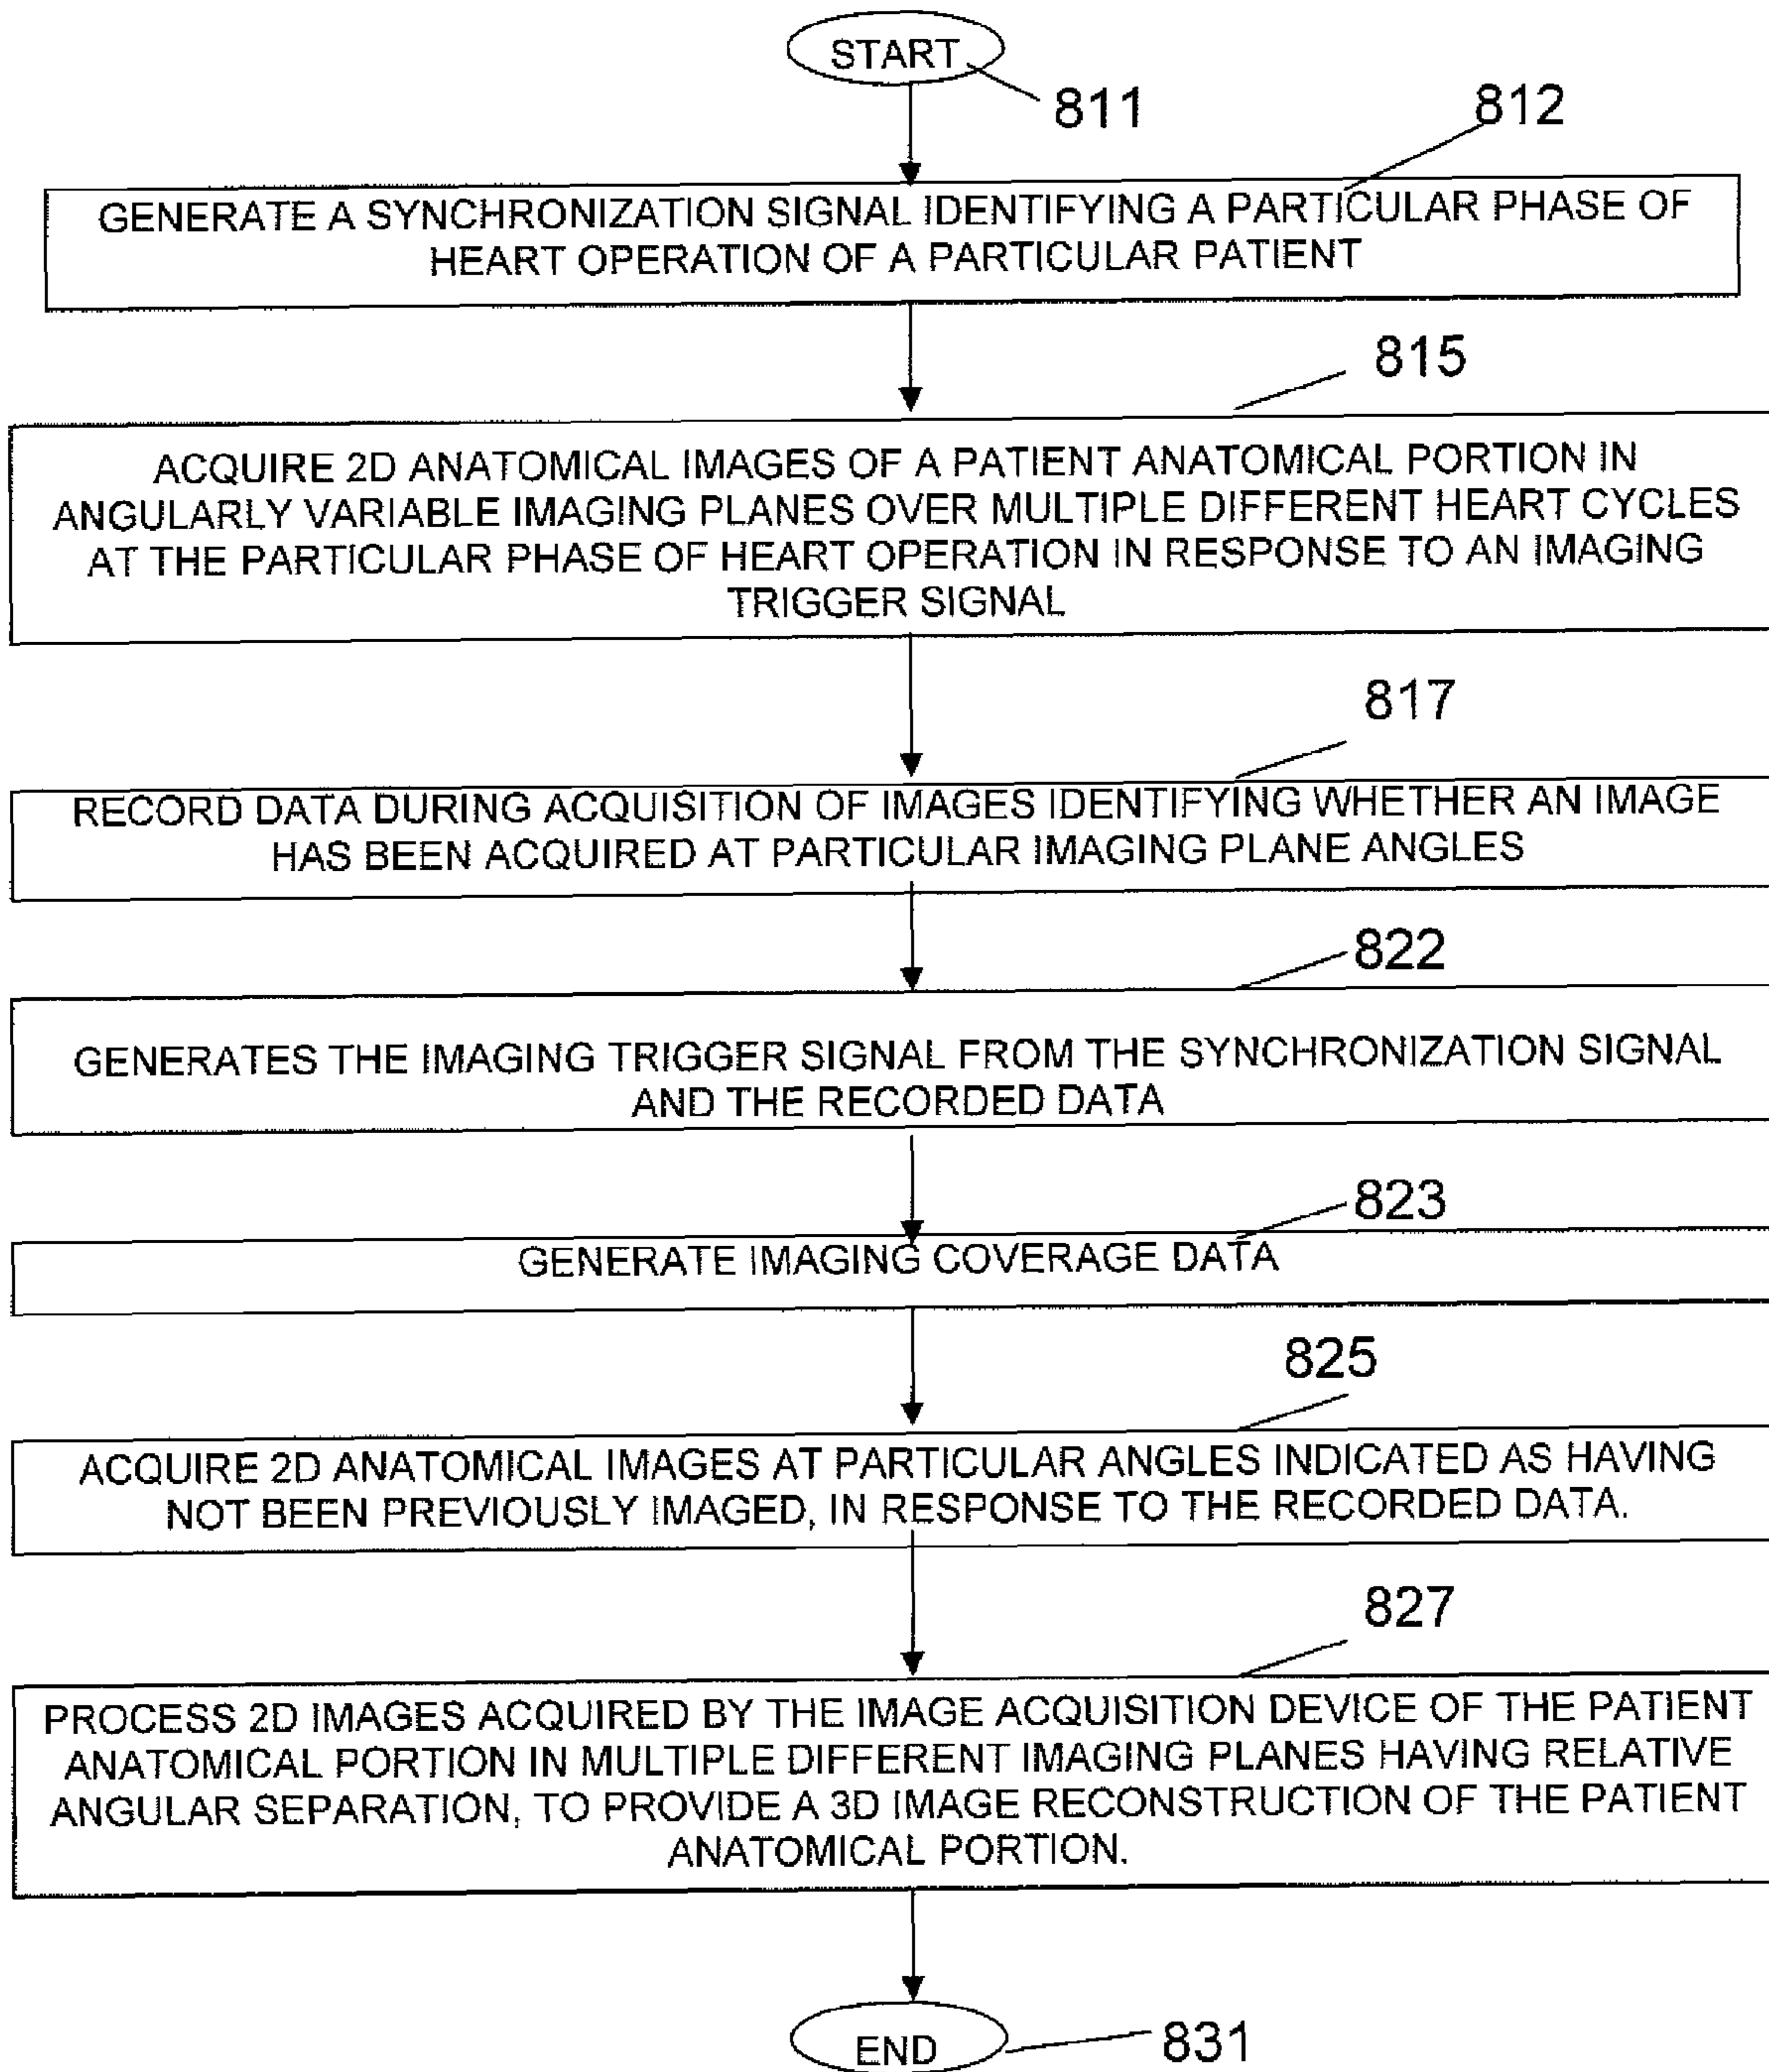 START
811
812
GENERATE A SYNCHRONIZATION SIGNAL IDENTIFYING A PARTICULAR PHASE OF
HEART OPERATION OF A PARTICULAR PATIENT
815
ACQUIRE 2D ANATOMICAL IMAGES OF A PATIENT ANATOMICAL PORTION IN
ANGULARLY VARIABLE IMAGING PLANES OVER MULTIPLE DIFFERENT HEART CYCLES
AT THE PARTICULAR PHASE OF HEART OPERATION IN RESPONSE TO AN IMAGING
TRIGGER SIGNAL
817
RECORD DATA DURING ACQUISITION OF IMAGES IDENTIFYING WHETHER AN IMAGE
HAS BEEN ACQUIRED AT PARTICULAR IMAGING PLANE ANGLES
822
GENERATES THE IMAGING TRIGGER SIGNAL FROM THE SYNCHRONIZATION SIGNAL
AND THE RECORDED DATA
823
GENERATE IMAGING COVERAGE DATA
825
ACQUIRE 2D ANATOMICAL IMAGES AT PARTICULAR ANGLES INDICATED AS HAVING
NOT BEEN PREVIOUSLY IMAGED, IN RESPONSE TO THE RECORDED DATA.
827
PROCESS 2D IMAGES ACQUIRED BY THE IMAGE ACQUISITION DEVICE OF THE PATIENT
ANATOMICAL PORTION IN MULTIPLE DIFFERENT IMAGING PLANES HAVING RELATIVE
ANGULAR SEPARATION, TO PROVIDE A 3D IMAGE RECONSTRUCTION OF THE PATIENT
ANATOMICAL PORTION.
END
831